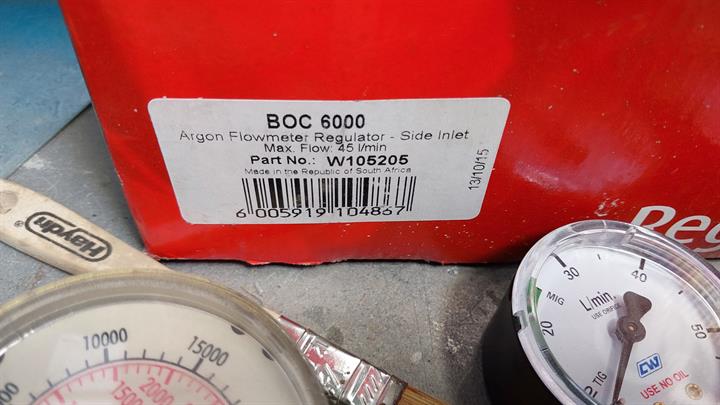 BOC 6000
Argon Flowmeter Regulator - Side Inlet
Max. Flow: 45 l/min
Part No.: W105205
Made in the Republic of South Africa
6 005919 104867
13/10/15
Haydn
10000
15000
1500
2000
30
40
50
MIG
L/min.
20
CW
TIG
USE NO OIL